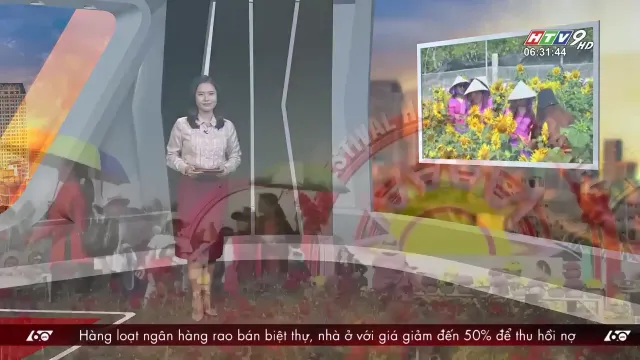 HTV9 HD
06:31:44
FESTIVAL
Hàng loạt ngân hàng rao bán biệt thự, nhà ở với giá giảm đến 50% để thu hồi nợ